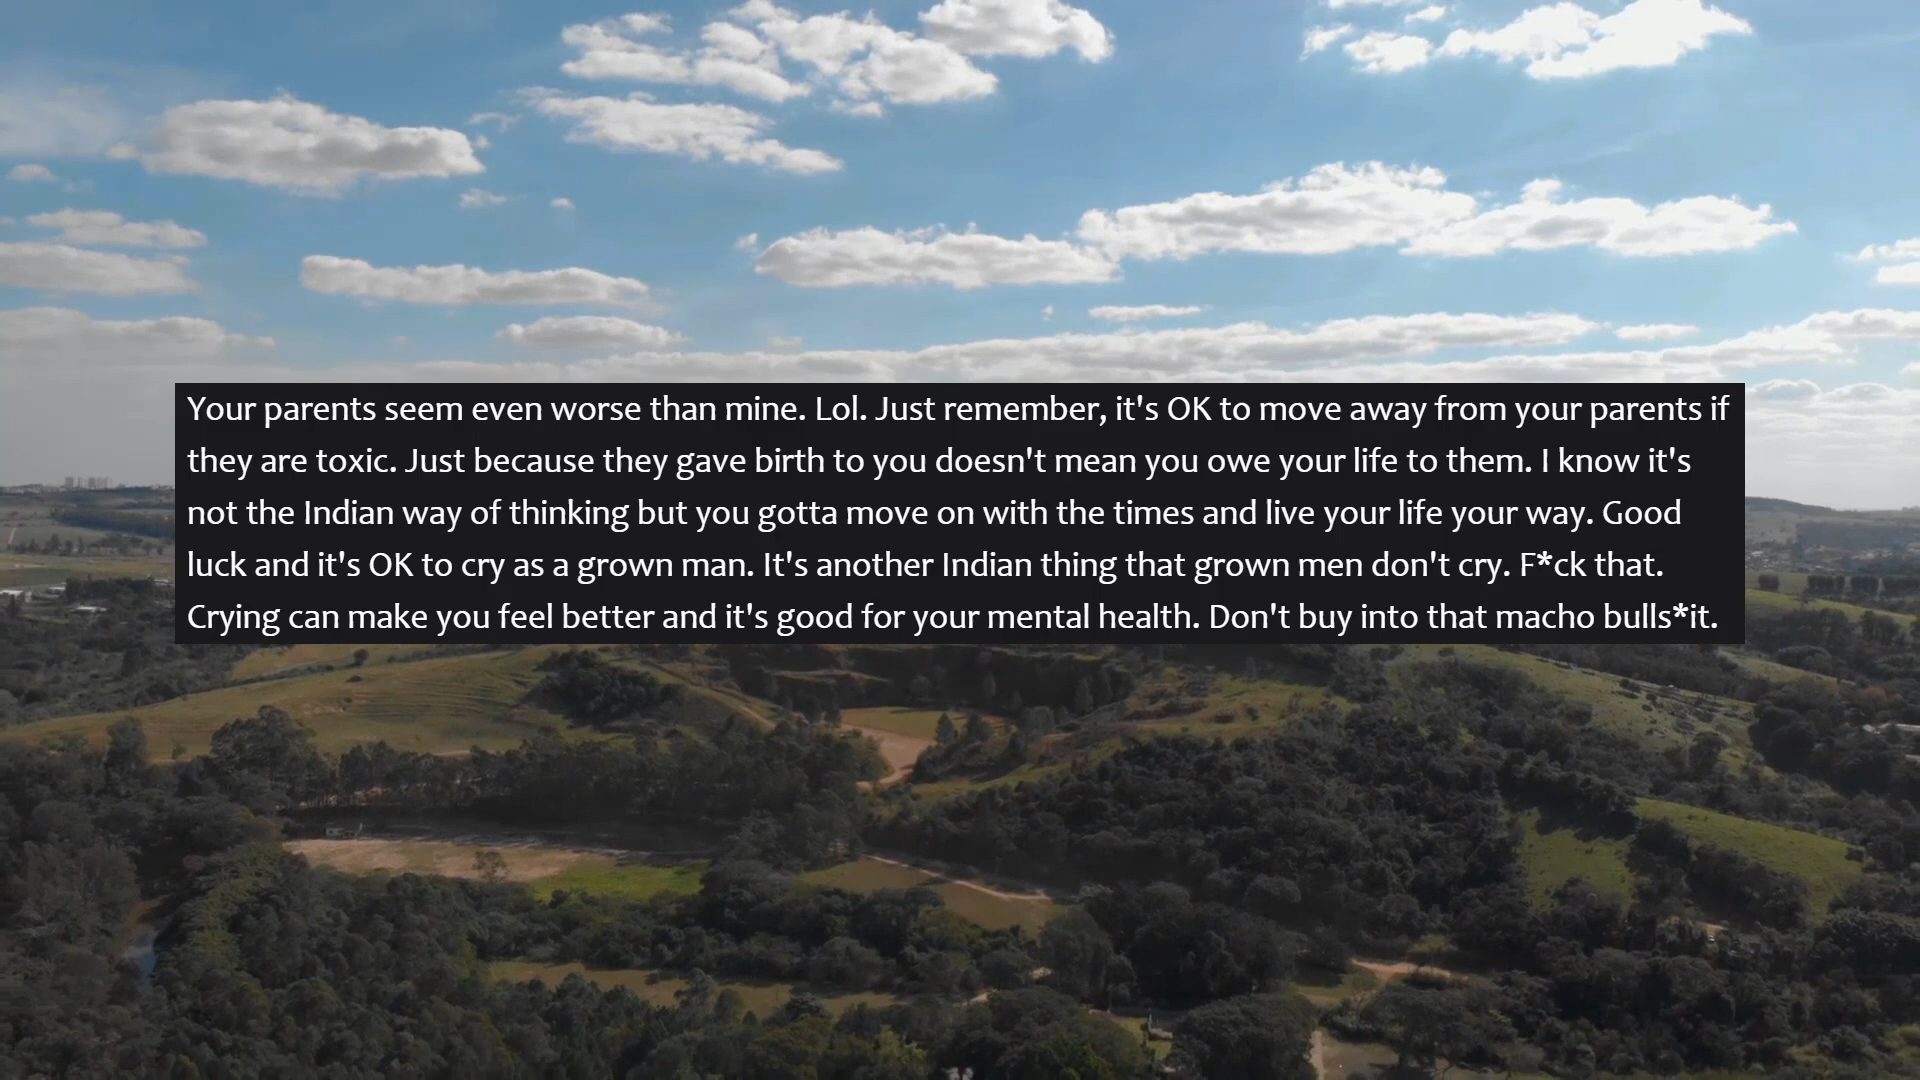 Your parents seem even worse than mine. Lol. Just remember, it's OK to move away from your parents if
they are toxic. Just because they gave birth to you doesn't mean you owe your life to them. I know it's
not the Indian way of thinking but you gotta move on with the times and live your life your way. Good
luck and it's OK to cry as a grown man. It's another Indian thing that grown men don't cry. F*ck that.
Crying can make you feel better and it's good for your mental health. Don't buy into that macho bulls*it.